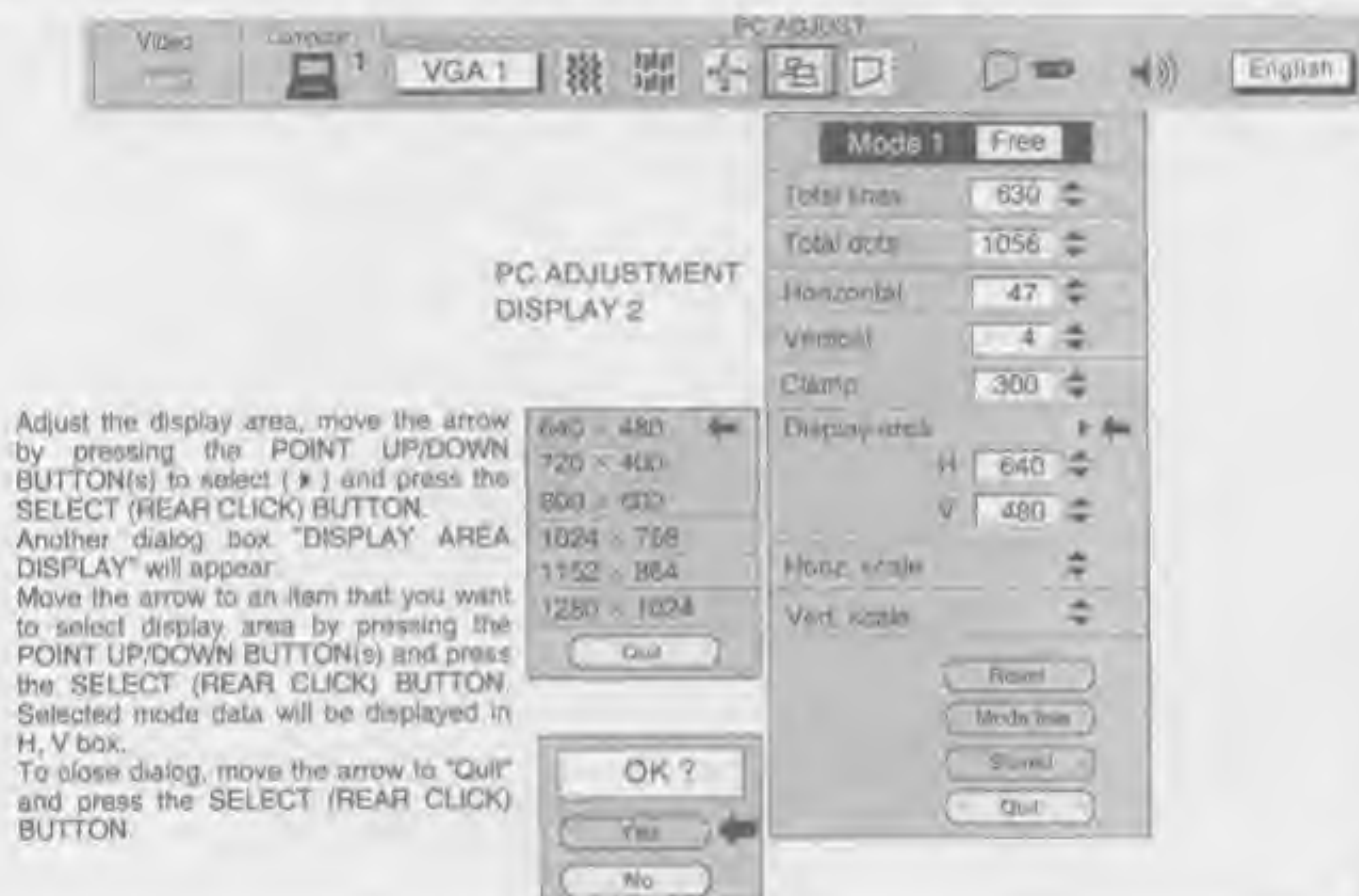 PC ADJUST
Video
Computer
1
VGA 1
English
Mode 1 Free
Total lines 630
Total dots 1056
Horizontal 47
Vertical 4
Clamp 300
Display area
H 640
V 480
Horiz. scale
Vert. scale
Reset
Mode free
Stored
Quit
PC ADJUSTMENT
DISPLAY 2
Adjust the display area, move the arrow
by pressing the POINT UP/DOWN
BUTTON(s) to select ( ▶ ) and press the
SELECT (REAR CLICK) BUTTON.
Another dialog box "DISPLAY AREA
DISPLAY" will appear.
Move the arrow to an item that you want
to select display area by pressing the
POINT UP/DOWN BUTTON(s) and press
the SELECT (REAR CLICK) BUTTON.
Selected mode data will be displayed in
H, V box.
To close dialog, move the arrow to "Quit"
and press the SELECT (REAR CLICK)
BUTTON.
640 × 480
720 × 400
800 × 600
1024 × 768
1152 × 864
1280 × 1024
Quit
OK ?
Yes
No